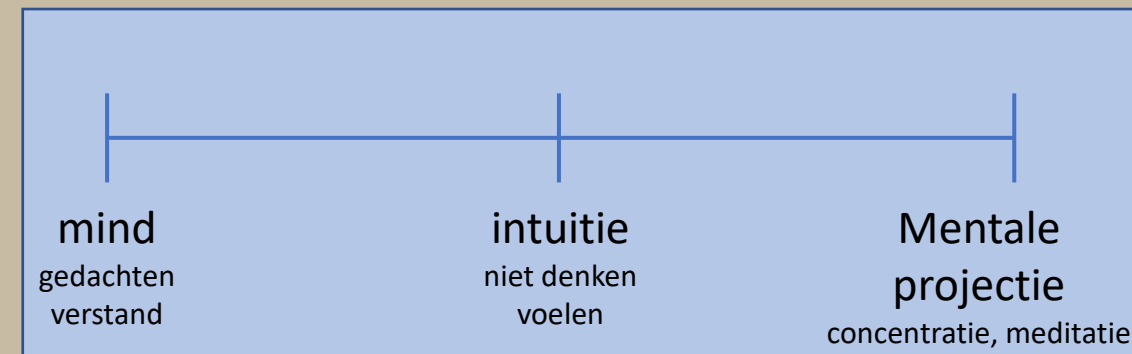 mind
gedachten
verstand
intuitie
niet denken
voelen
Mentale
projectie
concentratie, meditatie